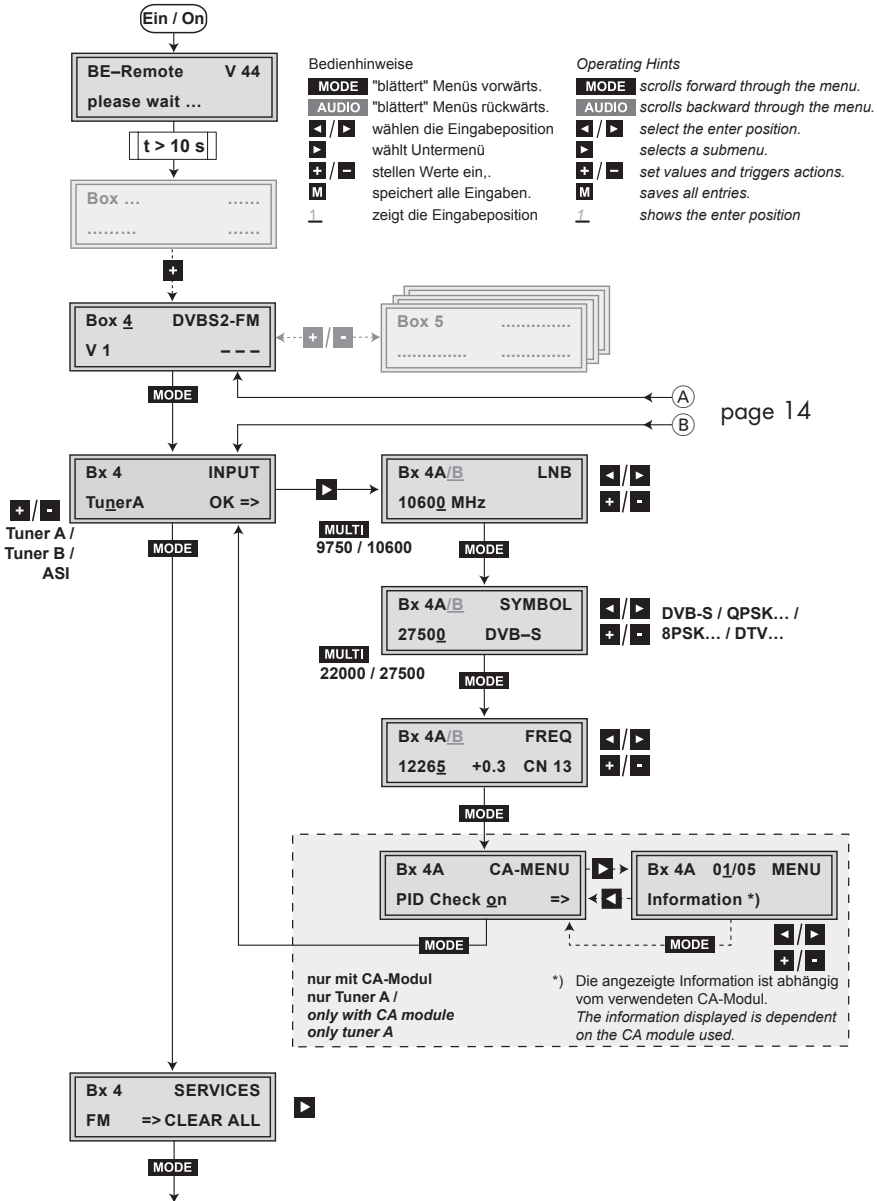 Ein / On
BE–Remote V 44
please wait ...
t > 10 s
Box ... ......
......... ......
+
Bedienhinweise
MODE "blättert" Menüs vorwärts.
AUDIO "blättert" Menüs rückwärts.
◄ / ► wählen die Eingabeposition
► wählt Untermenü
+ / – stellen Werte ein,.
M speichert alle Eingaben.
1 zeigt die Eingabeposition
Operating Hints
MODE scrolls forward through the menu.
AUDIO scrolls backward through the menu.
◄ / ► select the enter position.
► selects a submenu.
+ / – set values and triggers actions.
M saves all entries.
1 shows the enter position
Box 4 DVBS2-FM
V 1 – – –
+ / -
Box 5 ..............
.............. ..............
MODE
A
B
page 14
Bx 4 INPUT
TunerA OK =>
+ / -
Tuner A /
Tuner B /
ASI
MODE
►
Bx 4A/B LNB
10600 MHz
◄ / ►
+ / -
MULTI
9750 / 10600
MODE
Bx 4A/B SYMBOL
27500 DVB–S
◄ / ►
+ / -
DVB-S / QPSK... /
8PSK... / DTV...
MULTI
22000 / 27500
MODE
Bx 4A/B FREQ
12265 +0.3 CN 13
◄ / ►
+ / -
MODE
Bx 4A CA-MENU
PID Check on =>
►
◄
Bx 4A 01/05 MENU
Information *)
MODE
MODE
◄ / ►
+ / -
nur mit CA-Modul
nur Tuner A /
only with CA module
only tuner A
*) Die angezeigte Information ist abhängig
vom verwendeten CA-Modul.
The information displayed is dependent
on the CA module used.
Bx 4 SERVICES
FM => CLEAR ALL
►
MODE